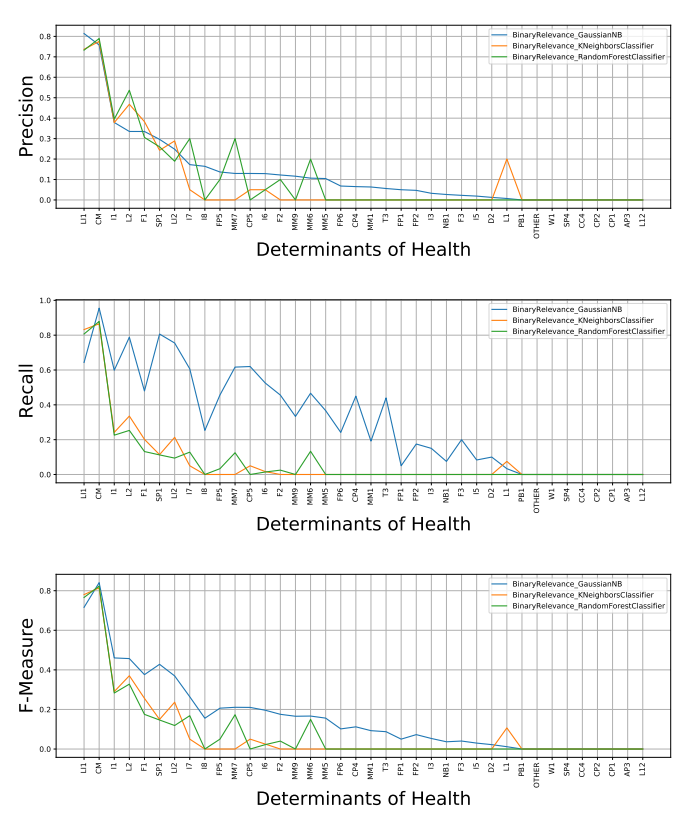 0.8
0.7
0.6
0.5
0.4
0.3
0.2
0.1
0.0
Precision
BinaryRelevance_GaussianNB
BinaryRelevance_KNeighborsClassifier
BinaryRelevance_RandomForestClassifier
LI1 CM I1 L2 F1 SP1 LI2 I7 I8 FP5 MM7 CP5 I6 F2 MM9 MM6 MM5 FP6 CP4 MM1 T3 FP1 FP2 I3 NB1 F3 I5 D2 L1 PB1 OTHER W1 SP4 CC4 CP2 CP1 AP3 L12
Determinants of Health
1.0
0.8
0.6
0.4
0.2
0.0
Recall
BinaryRelevance_GaussianNB
BinaryRelevance_KNeighborsClassifier
BinaryRelevance_RandomForestClassifier
LI1 CM I1 L2 F1 SP1 LI2 I7 I8 FP5 MM7 CP5 I6 F2 MM9 MM6 MM5 FP6 CP4 MM1 T3 FP1 FP2 I3 NB1 F3 I5 D2 L1 PB1 OTHER W1 SP4 CC4 CP2 CP1 AP3 L12
Determinants of Health
0.8
0.6
0.4
0.2
0.0
F-Measure
BinaryRelevance_GaussianNB
BinaryRelevance_KNeighborsClassifier
BinaryRelevance_RandomForestClassifier
LI1 CM I1 L2 F1 SP1 LI2 I7 I8 FP5 MM7 CP5 I6 F2 MM9 MM6 MM5 FP6 CP4 MM1 T3 FP1 FP2 I3 NB1 F3 I5 D2 L1 PB1 OTHER W1 SP4 CC4 CP2 CP1 AP3 L12
Determinants of Health